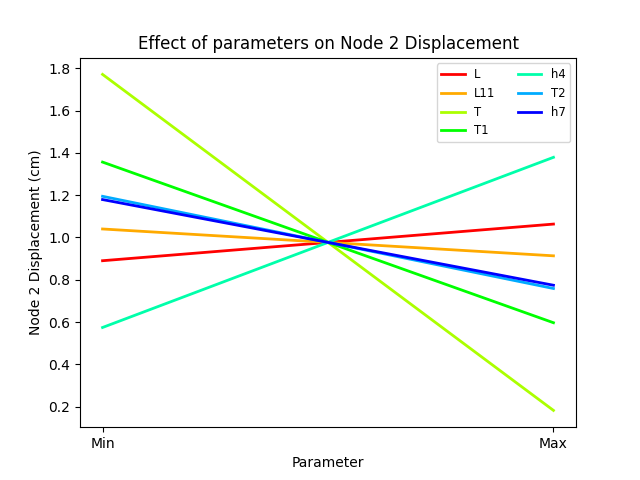 Effect of parameters on Node 2 Displacement
Node 2 Displacement (cm)
1.8
1.6
1.4
1.2
1.0
0.8
0.6
0.4
0.2
L
L11
T
T1
h4
T2
h7
Min
Max
Parameter